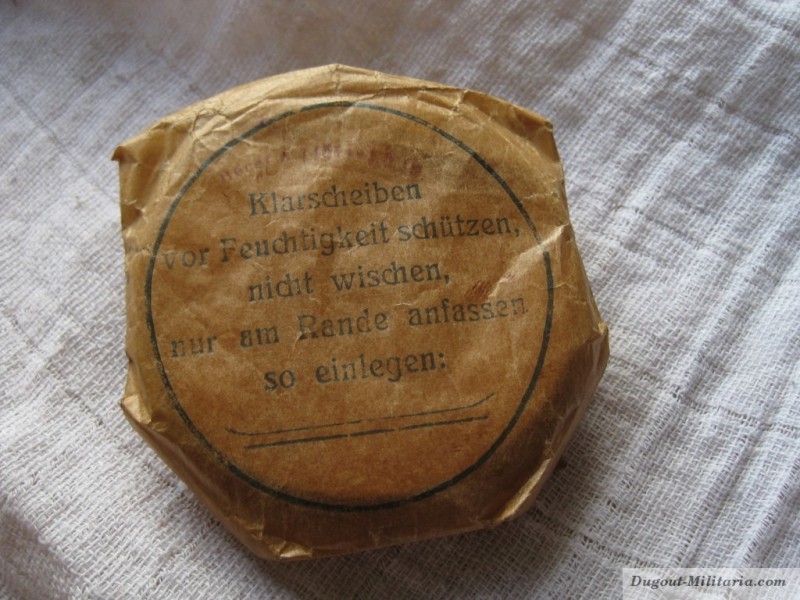 Klarscheiben
vor Feuchtigkeit schützen,
nicht wischen,
nur am Rande anfassen
so einlegen:
Dugout-Militaria.com